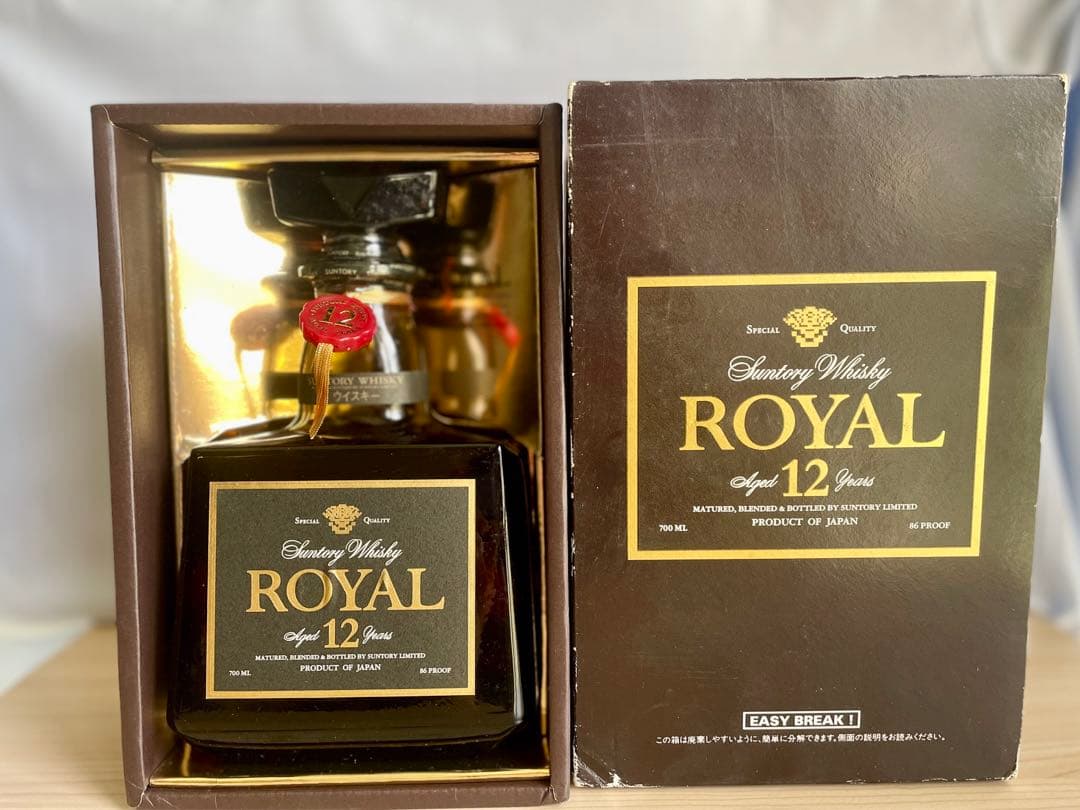 SUNTORY
12
SUNTORY WHISKY
ウイスキー
SPECIAL QUALITY
Suntory Whisky
ROYAL
Aged 12 Years
MATURED, BLENDED & BOTTLED BY SUNTORY LIMITED
PRODUCT OF JAPAN
700 ML 86 PROOF
SPECIAL QUALITY
Suntory Whisky
ROYAL
Aged 12 Years
MATURED, BLENDED & BOTTLED BY SUNTORY LIMITED
700 ML PRODUCT OF JAPAN 86 PROOF
EASY BREAK!
この箱は廃棄しやすいように、簡単に分解できます。側面の説明をお読みください。